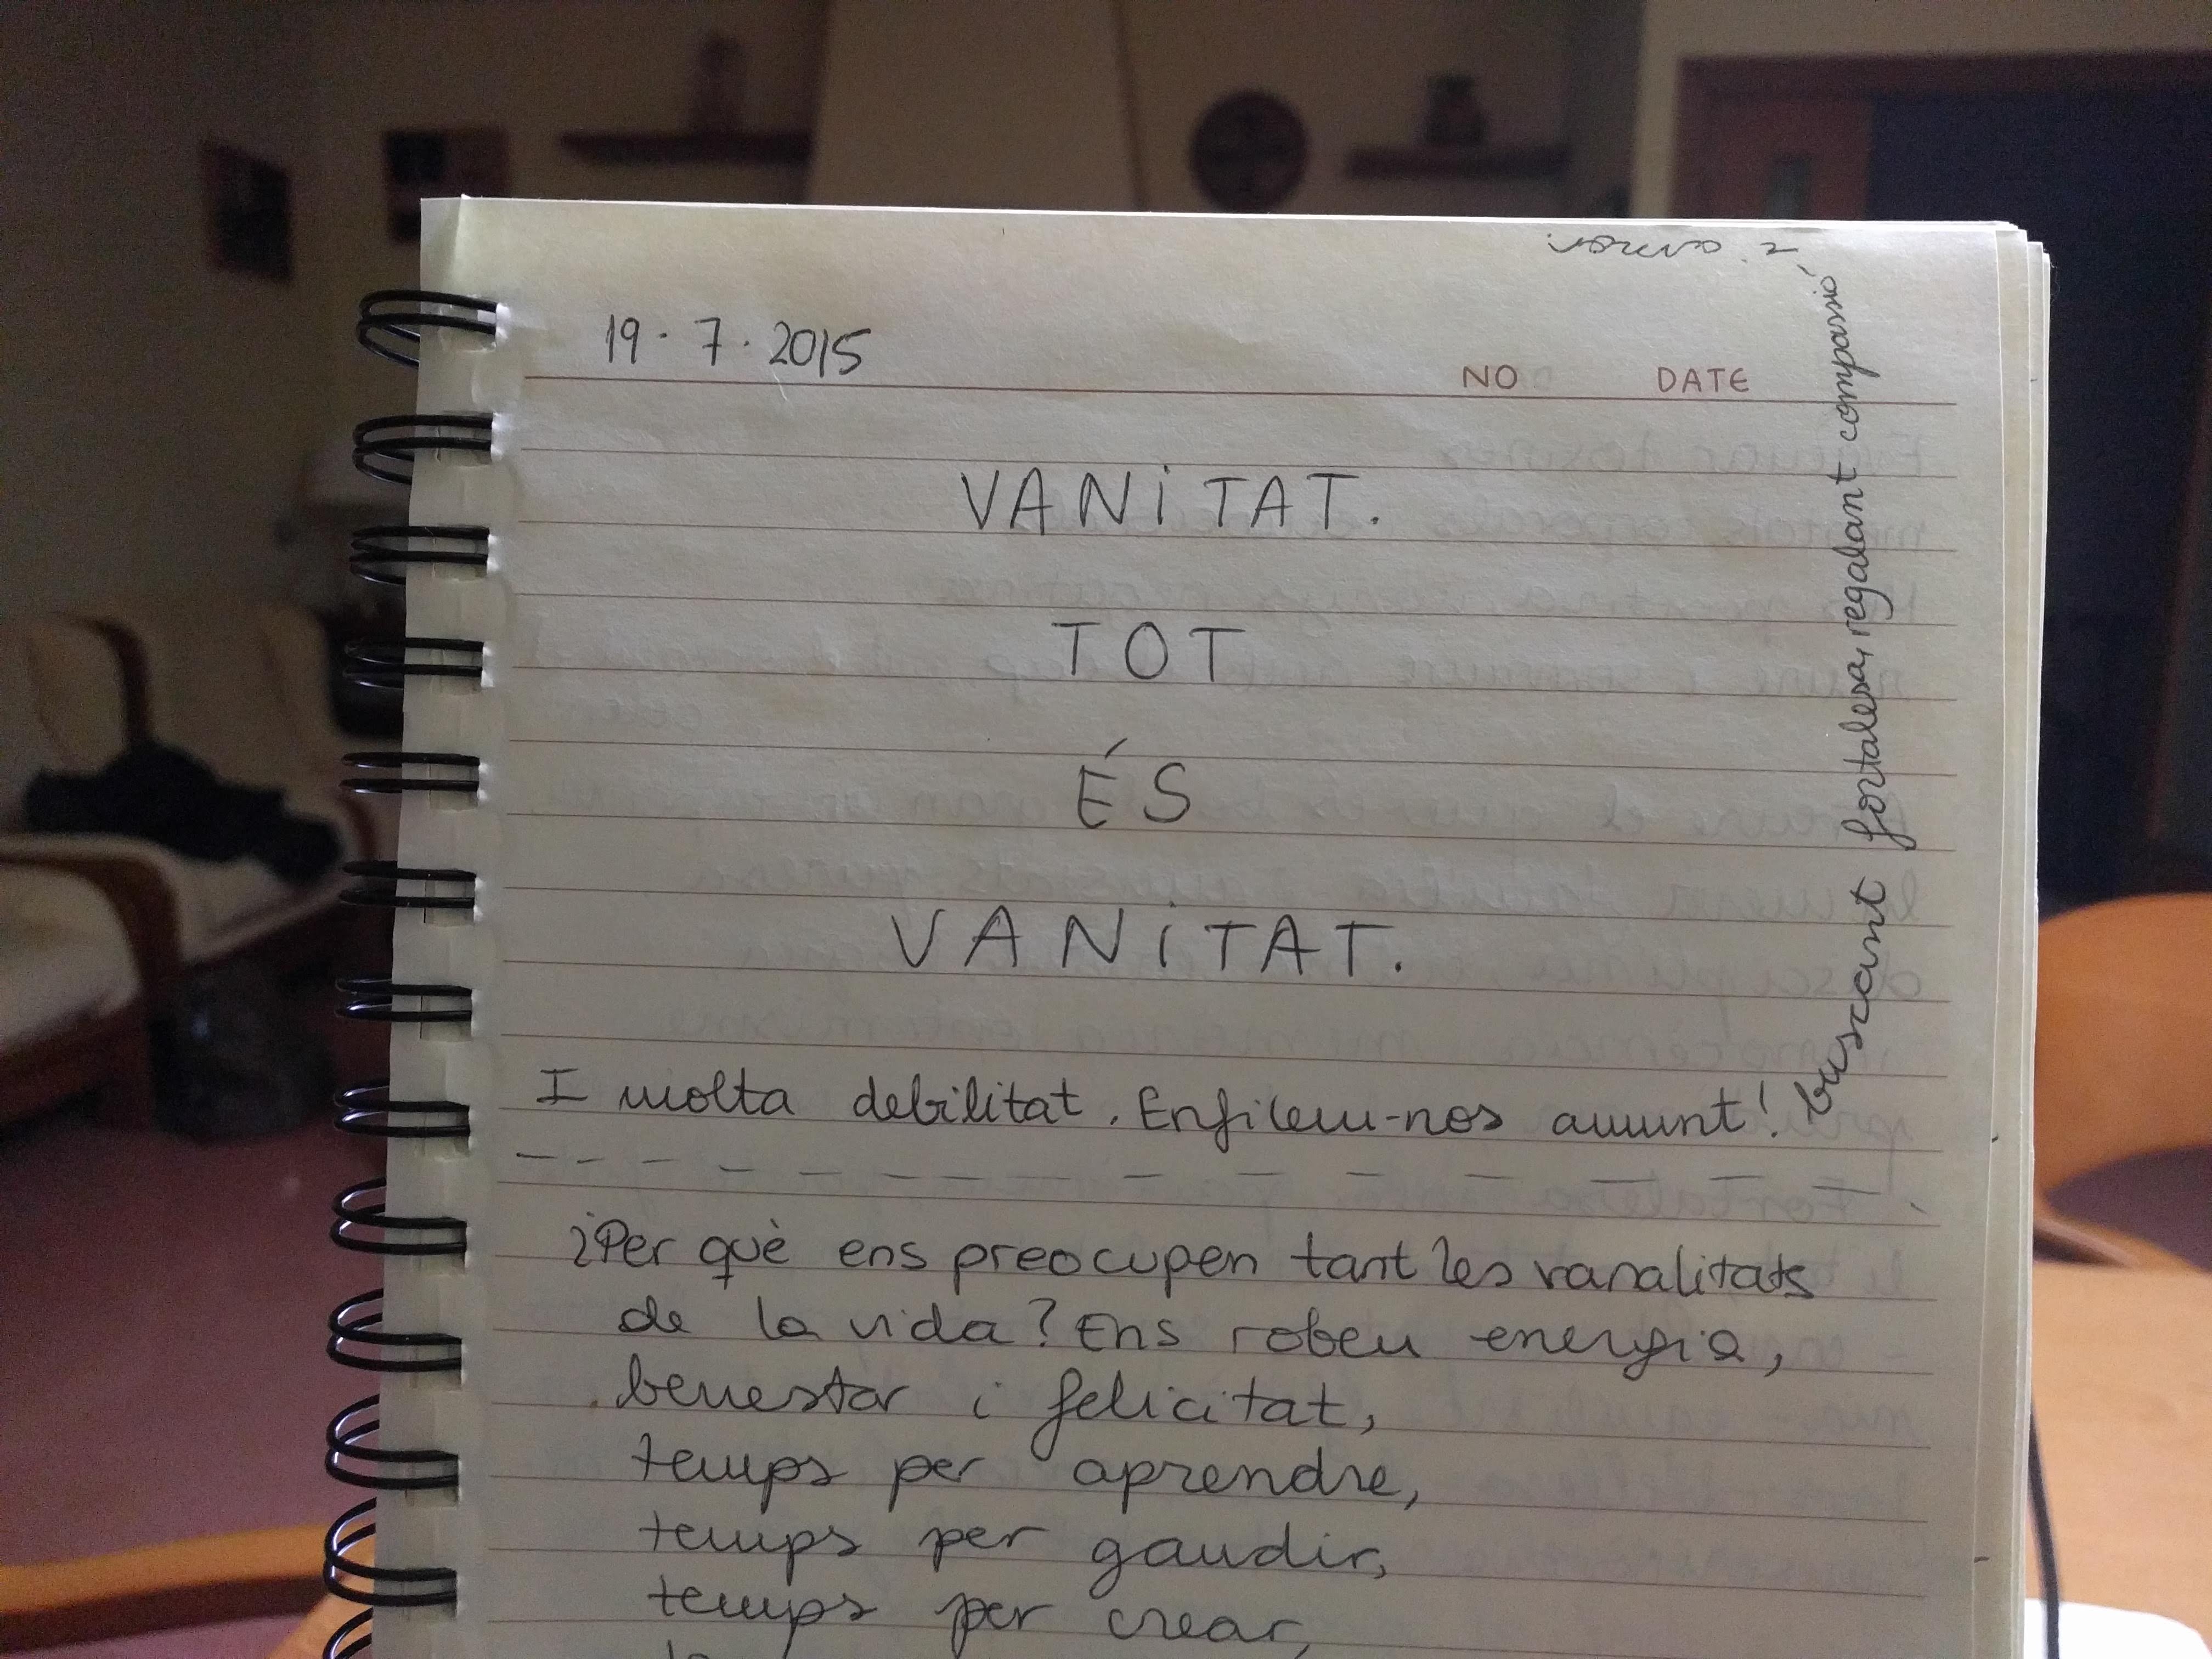 19·7·2015
NO DATE
VANiTAT.
TOT
ÉS
VANiTAT.
I molta debilitat. Enfilem-nos amunt!
buscant fortalesa, regalant compassió
i amor.
¿Per què ens preocupen tant les vanalitats
de la vida? Ens robeu energia,
benestar i felicitat,
temps per aprendre,
temps per gaudir,
temps per crear,